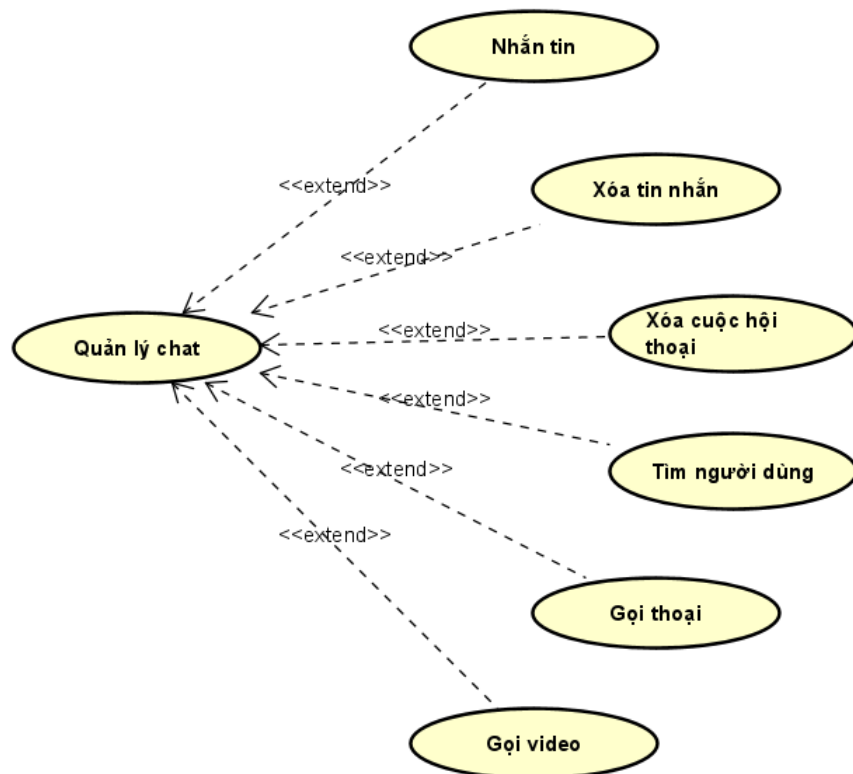 Nhắn tin
<<extend>>
Xóa tin nhắn
<<extend>>
Xóa cuộc hội
thoại
<<extend>>
Quản lý chat
<<extend>>
Tìm người dùng
<<extend>>
<<extend>>
Gọi thoại
Gọi video